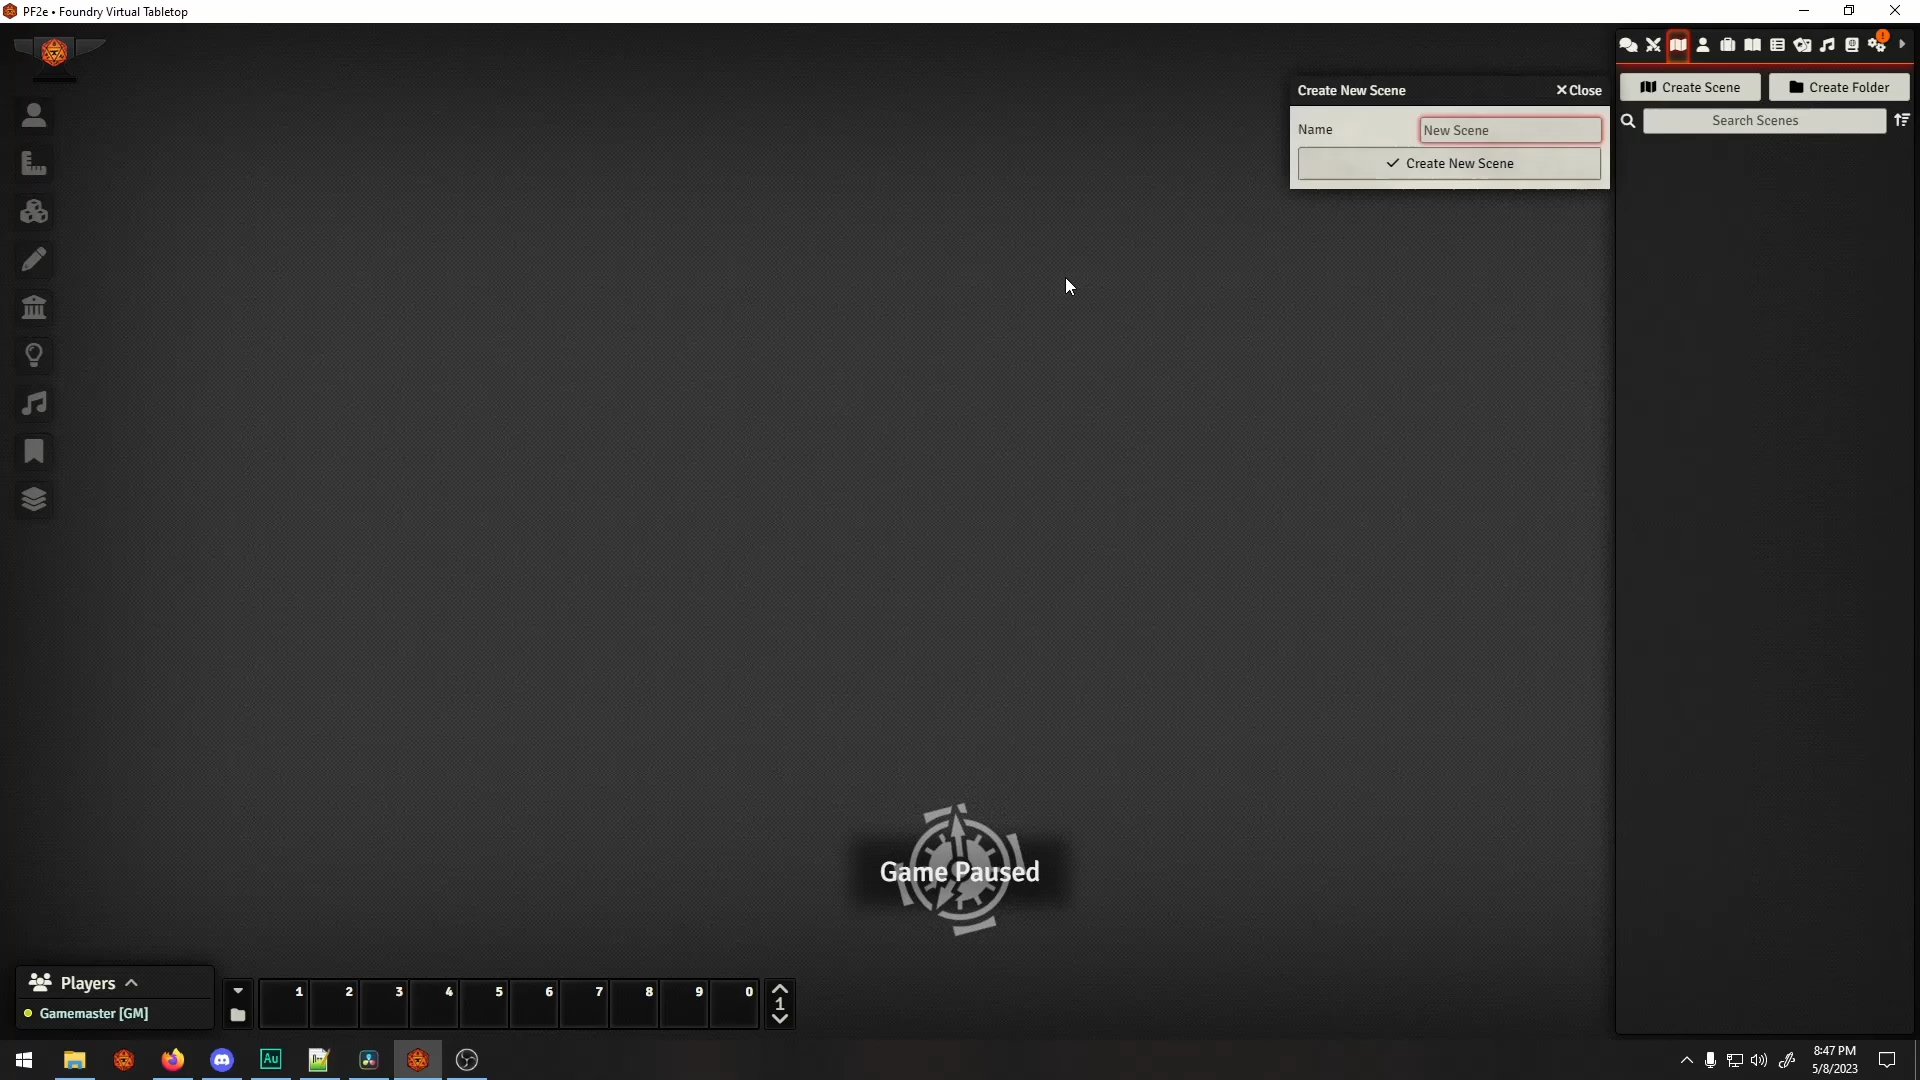 PF2e • Foundry Virtual Tabletop
Create New Scene
Close
Name
New Scene
Create New Scene
Create Scene
Create Folder
Search Scenes
Game Paused
Players
Gamemaster [GM]
1 2 3 4 5 6 7 8 9 0
1
Au
8:47 PM
5/8/2023